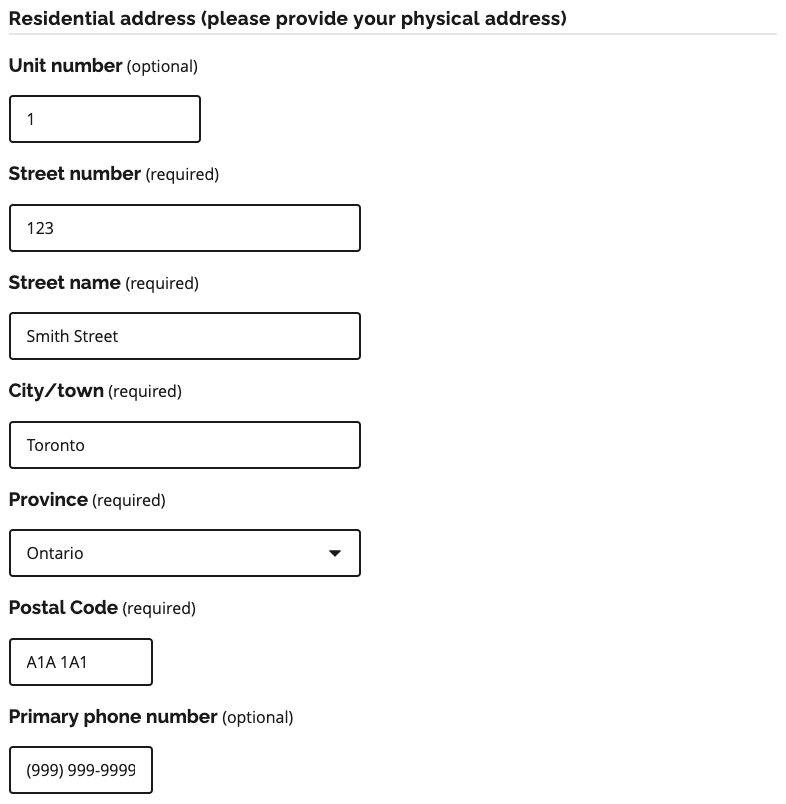 Residential address (please provide your physical address)
Unit number (optional)
1
Street number (required)
123
Street name (required)
Smith Street
City/town (required)
Toronto
Province (required)
Ontario
Postal Code (required)
A1A 1A1
Primary phone number (optional)
(999) 999-9999